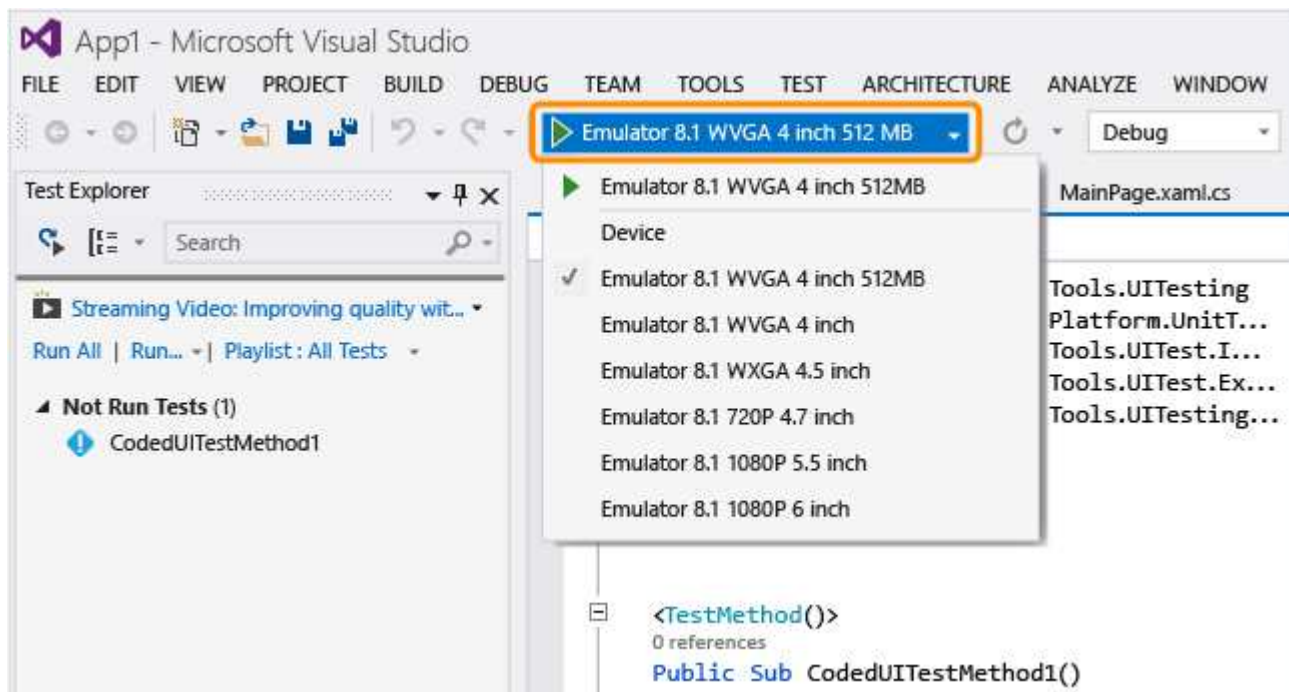 App1 - Microsoft Visual Studio
FILE EDIT VIEW PROJECT BUILD DEBUG TEAM TOOLS TEST ARCHITECTURE ANALYZE WINDOW
Emulator 8.1 WVGA 4 inch 512 MB Debug
Test Explorer
Search
Streaming Video: Improving quality wit...
Run All | Run... | Playlist : All Tests
Not Run Tests (1)
CodedUITestMethod1
Emulator 8.1 WVGA 4 inch 512MB
Device
Emulator 8.1 WVGA 4 inch 512MB
Emulator 8.1 WVGA 4 inch
Emulator 8.1 WXGA 4.5 inch
Emulator 8.1 720P 4.7 inch
Emulator 8.1 1080P 5.5 inch
Emulator 8.1 1080P 6 inch
MainPage.xaml.cs
Tools.UITesting
Platform.UnitT...
Tools.UITest.I...
Tools.UITest.Ex...
Tools.UITesting...
<TestMethod()>
0 references
Public Sub CodedUITestMethod1()